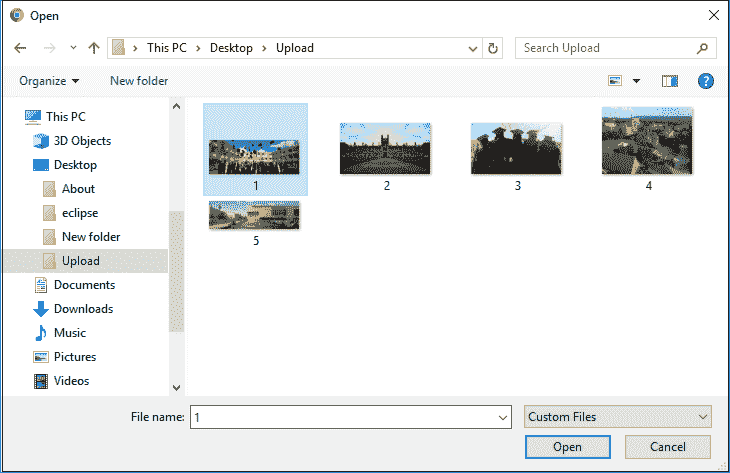 Open
This PC Desktop Upload
Search Upload
Organize New folder
This PC
3D Objects
Desktop
About
eclipse
New folder
Upload
Documents
Downloads
Music
Pictures
Videos
1 2 3 4
5
File name: 1
Custom Files
Open Cancel